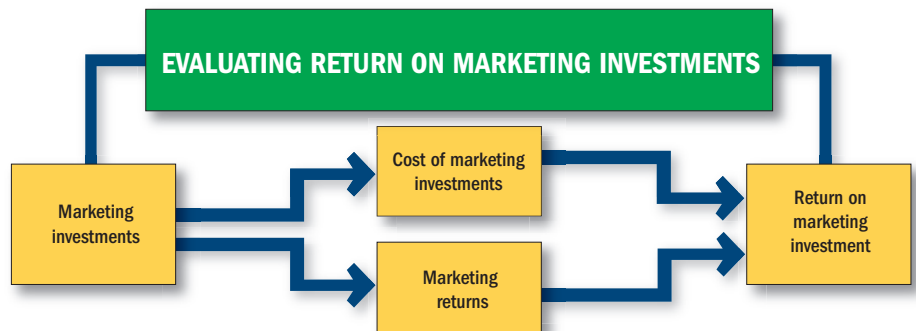 EVALUATING RETURN ON MARKETING INVESTMENTS
Cost of marketing
investments
Marketing
investments
Return on
marketing
investment
Marketing
returns